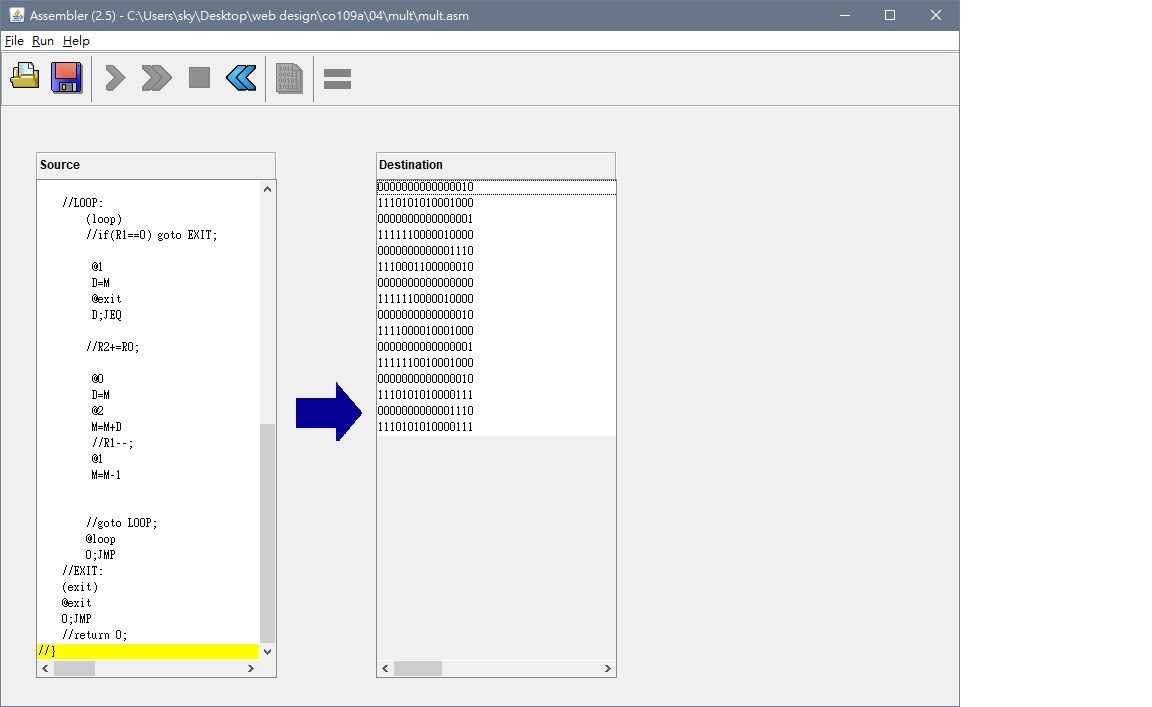 Assembler (2.5) - C:\Users\sky\Desktop\web design\co109a\04\mult\mult.asm
File Run Help
Source
//LOOP:
(loop)
//if(R1==0) goto EXIT;
@1
D=M
@exit
D;JEQ
//R2+=R0;
@0
D=M
@2
M=M+D
//R1--;
@1
M=M-1
//goto LOOP;
@loop
0;JMP
//EXIT:
(exit)
@exit
0;JMP
//return 0;
//}
Destination
0000000000000010
1110101010001000
0000000000000001
1111110000010000
0000000000001110
1110001100000010
0000000000000000
1111110000010000
0000000000000010
1111000010001000
0000000000000001
1111110010001000
0000000000000010
1110101010000111
0000000000001110
1110101010000111